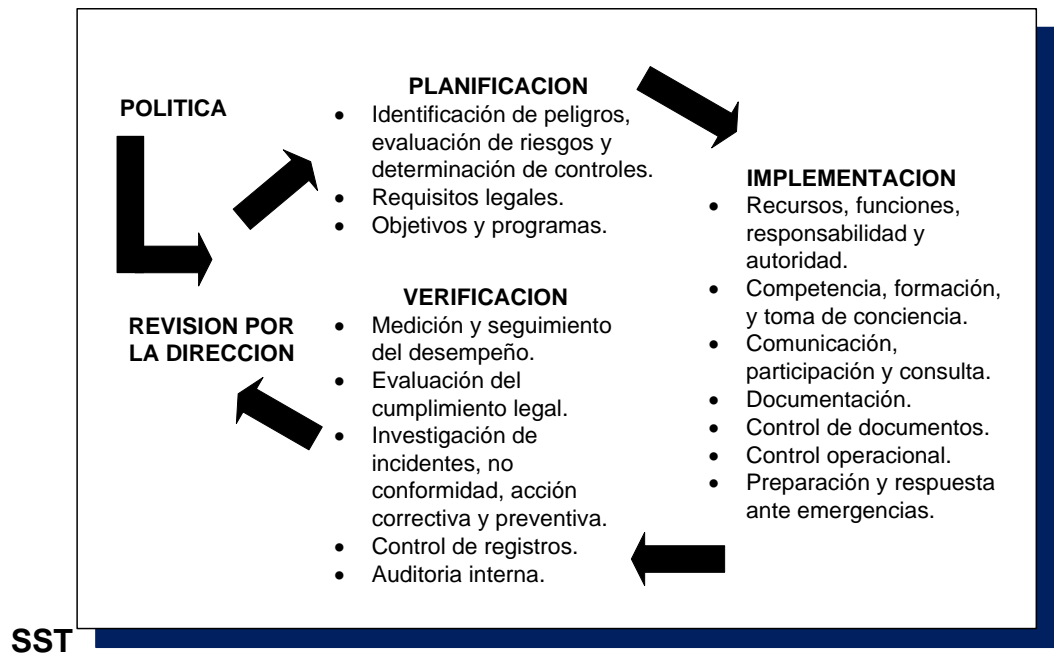 POLITICA
PLANIFICACION
• Identificación de peligros,
evaluación de riesgos y
determinación de controles.
• Requisitos legales.
• Objetivos y programas.
IMPLEMENTACION
• Recursos, funciones,
responsabilidad y
autoridad.
• Competencia, formación,
y toma de conciencia.
• Comunicación,
participación y consulta.
• Documentación.
• Control de documentos.
• Control operacional.
• Preparación y respuesta
ante emergencias.
VERIFICACION
• Medición y seguimiento
del desempeño.
• Evaluación del
cumplimiento legal.
• Investigación de
incidentes, no
conformidad, acción
correctiva y preventiva.
• Control de registros.
• Auditoria interna.
REVISION POR
LA DIRECCION
SST